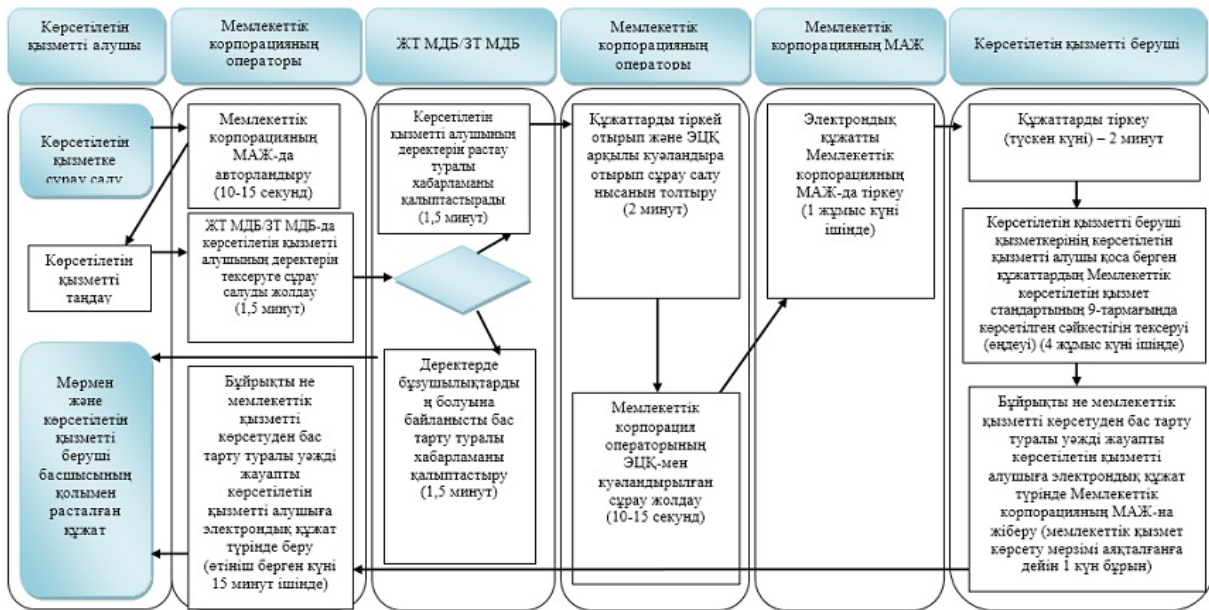 Көрсетілетін
қызметті алушы
Мемлекеттік
корпорацияның
операторы
ЖТ МДБ/ЗТ МДБ
Мемлекеттік
корпорацияның
операторы
Мемлекеттік
корпорацияның МАЖ
Көрсетілетін қызметті беруші
Көрсетілетін
қызметке
сұрау салу
Мемлекеттік
корпорацияның
МАЖ-да
авторландыру
(10-15 секунд)
Көрсетілетін
қызметті
таңдау
ЖТ МДБ/ЗТ МДБ-да
көрсетілетін қызметті
алушының деректерін
тексеруге сұрау
салуды жолдау
(1,5 минут)
Көрсетілетін
қызметті алушының
деректерін растау
туралы
хабарламаны
қалыптастырады
(1,5 минут)
Деректерде
бұзушылықтарды
ң болуына
байланысты бас
тарту туралы
хабарламаны
қалыптастыру
(1,5 минут)
Құжаттарды тіркей
отырып және ЭЦҚ
арқылы куәландыра
отырып сұрау салу
нысанын толтыру
(2 минут)
Мемлекеттік
корпорация
операторының
ЭЦҚ-мен
куәландырылған
сұрау жолдау
(10-15 секунд)
Электрондық
құжатты
Мемлекеттік
корпорацияның
МАЖ-да тіркеу
(1 жұмыс күні
ішінде)
Құжаттарды тіркеу
(түскен күні) – 2 минут
Көрсетілетін қызметті беруші
қызметкерінің көрсетілетін
қызметті алушы қоса берген
құжаттардың Мемлекеттік
көрсетілетін қызмет
стандартының 9-тармағында
көрсетілген сәйкестігін тексеруі
(өңдеуі) (4 жұмыс күні ішінде)
Бұйрықты не мемлекеттік
қызметті көрсетуден бас тарту
туралы уәжді жауапты
көрсетілетін қызметті
алушыға электрондық құжат
түрінде Мемлекеттік
корпорацияның МАЖ-на
жіберу (мемлекеттік қызмет
көрсету мерзімі аяқталғанға
дейін 1 күн бұрын)
Бұйрықты не
мемлекеттік
қызметті
көрсетуден бас
тарту туралы уәжді
жауапты
көрсетілетін
қызметті алушыға
электрондық құжат
түрінде беру
(өтініш берген күні
15 минут ішінде)
Мөрмен
және
көрсетілетін
қызметті
беруші
басшысының
қолымен
расталған
құжат